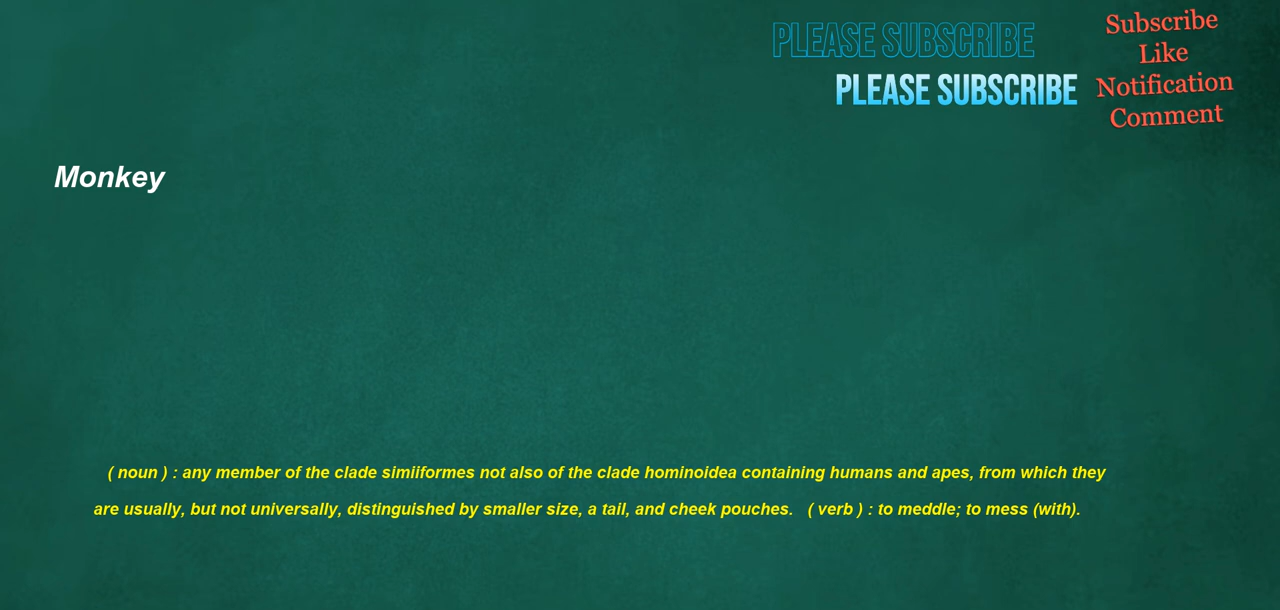 PLEASE SUBSCRIBE
PLEASE SUBSCRIBE
Subscribe
Like
Notification
Comment
Monkey
( noun ) : any member of the clade simiiformes not also of the clade hominoidea containing humans and apes, from which they
are usually, but not universally, distinguished by smaller size, a tail, and cheek pouches. ( verb ) : to meddle; to mess (with).